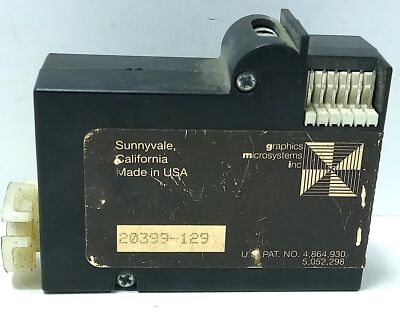 Sunnyvale,
California
Made in USA
graphics
microsystems
inc
20399-129
U.S. PAT. NO. 4,864,930,
5,052,298